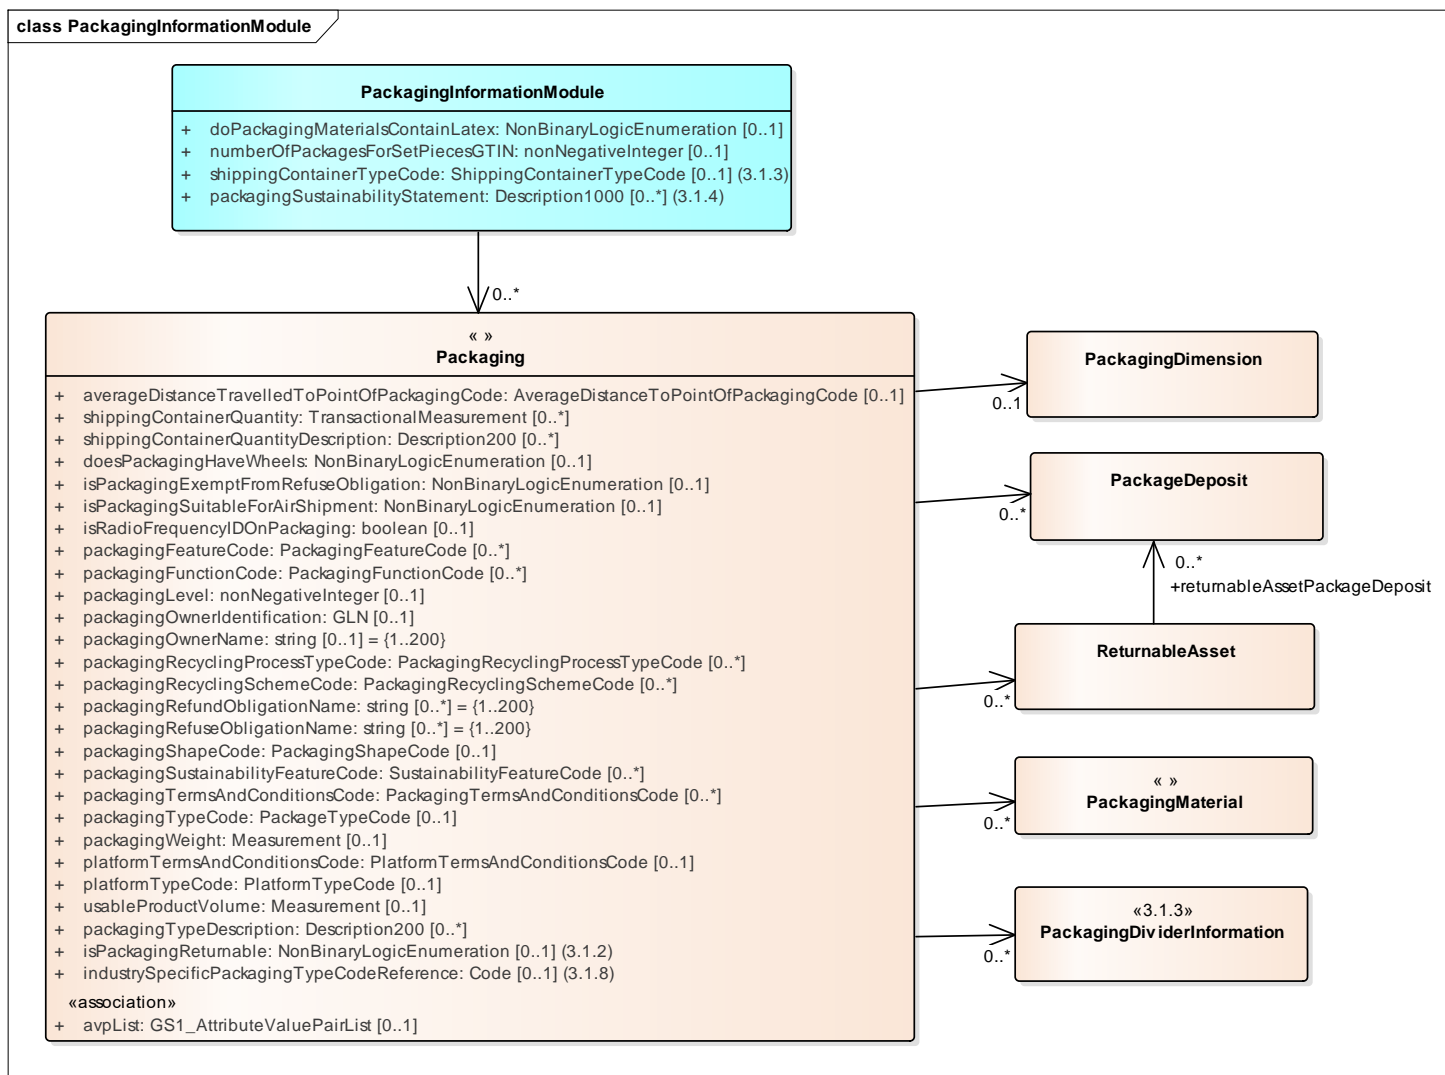 class PackagingInformationModule
PackagingInformationModule
+ doPackagingMaterialsContainLatex: NonBinaryLogicEnumeration [0..1]
+ numberOfPackagesForSetPiecesGTIN: nonNegativeInteger [0..1]
+ shippingContainerTypeCode: ShippingContainerTypeCode [0..1] (3.1.3)
+ packagingSustainabilityStatement: Description1000 [0..*] (3.1.4)
0..*
« »
Packaging
+ averageDistanceTravelledToPointOfPackagingCode: AverageDistanceToPointOfPackagingCode [0..1]
+ shippingContainerQuantity: TransactionalMeasurement [0..*]
+ shippingContainerQuantityDescription: Description200 [0..*]
+ doesPackagingHaveWheels: NonBinaryLogicEnumeration [0..1]
+ isPackagingExemptFromRefuseObligation: NonBinaryLogicEnumeration [0..1]
+ isPackagingSuitableForAirShipment: NonBinaryLogicEnumeration [0..1]
+ isRadioFrequencyIDOnPackaging: boolean [0..1]
+ packagingFeatureCode: PackagingFeatureCode [0..*]
+ packagingFunctionCode: PackagingFunctionCode [0..*]
+ packagingLevel: nonNegativeInteger [0..1]
+ packagingOwnerIdentification: GLN [0..1]
+ packagingOwnerName: string [0..1] = {1..200}
+ packagingRecyclingProcessTypeCode: PackagingRecyclingProcessTypeCode [0..*]
+ packagingRecyclingSchemeCode: PackagingRecyclingSchemeCode [0..*]
+ packagingRefundObligationName: string [0..*] = {1..200}
+ packagingRefuseObligationName: string [0..*] = {1..200}
+ packagingShapeCode: PackagingShapeCode [0..1]
+ packagingSustainabilityFeatureCode: SustainabilityFeatureCode [0..*]
+ packagingTermsAndConditionsCode: PackagingTermsAndConditionsCode [0..*]
+ packagingTypeCode: PackageTypeCode [0..1]
+ packagingWeight: Measurement [0..1]
+ platformTermsAndConditionsCode: PlatformTermsAndConditionsCode [0..1]
+ platformTypeCode: PlatformTypeCode [0..1]
+ usableProductVolume: Measurement [0..1]
+ packagingTypeDescription: Description200 [0..*]
+ isPackagingReturnable: NonBinaryLogicEnumeration [0..1] (3.1.2)
+ industrySpecificPackagingTypeCodeReference: Code [0..1] (3.1.8)
«association»
+ avpList: GS1_AttributeValuePairList [0..1]
PackagingDimension
0..1
PackageDeposit
0..*
0..*
+returnableAssetPackageDeposit
ReturnableAsset
0..*
« »
PackagingMaterial
0..*
«3.1.3»
PackagingDividerInformation
0..*